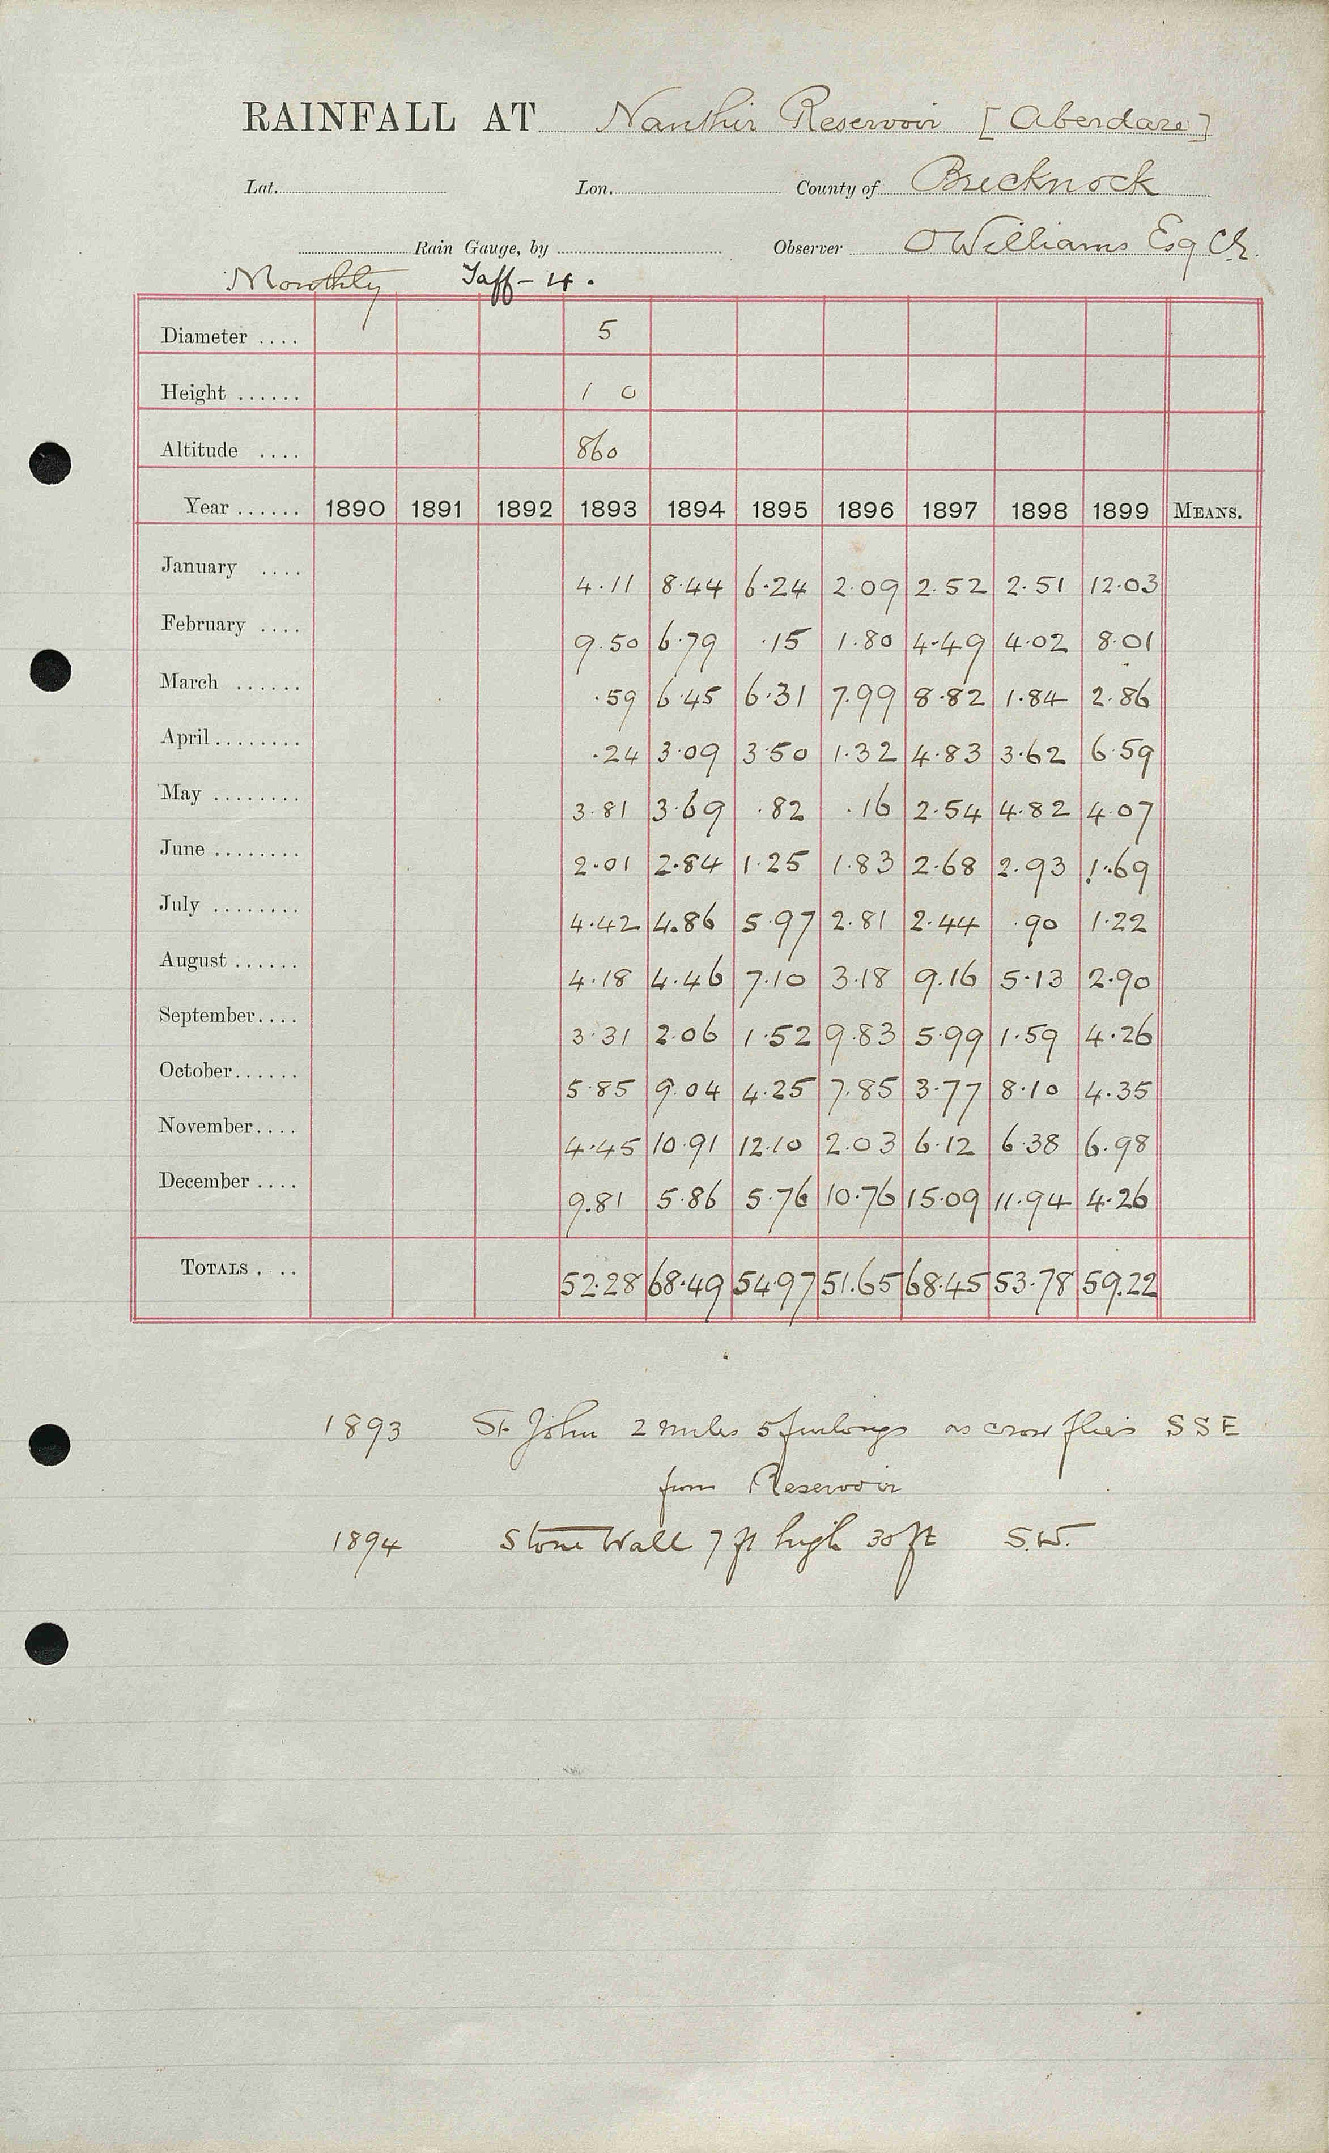 RAINFALL AT Nanthir Reservoir [Aberdare]
Lat. Lon. County of Brecknock
Rain Gauge, by Observer O Williams Esq CE
Monthly Taff - 4.
Diameter .... 5
Height ...... 1 0
Altitude .... 860
Year ...... 1890 1891 1892 1893 1894 1895 1896 1897 1898 1899 MEANS.
January .... 4.11 8.44 6.24 2.09 2.52 2.51 12.03
February .... 9.50 6.79 .15 1.80 4.49 4.02 8.01
March ...... .59 6.45 6.31 7.99 8.82 1.84 2.86
April........ .24 3.09 3.50 1.32 4.83 3.62 6.59
May ........ 3.81 3.69 .82 .16 2.54 4.82 4.07
June ........ 2.01 2.84 1.25 1.83 2.68 2.93 1.69
July ........ 4.42 4.86 5.97 2.81 2.44 .90 1.22
August ...... 4.18 4.46 7.10 3.18 9.16 5.13 2.90
September.... 3.31 2.06 1.52 9.83 5.99 1.59 4.26
October...... 5.85 9.04 4.25 7.85 3.77 8.10 4.35
November.... 4.45 10.91 12.10 2.03 6.12 6.38 6.98
December .... 9.81 5.86 5.76 10.76 15.09 11.94 4.26
TOTALS . .. 52.28 68.49 54.97 51.65 68.45 53.78 59.22
1893 St. John 2 miles 5 furlongs as crow flies SSE
from Reservoir
1894 Stone Wall 7 ft high 30 ft S.W.